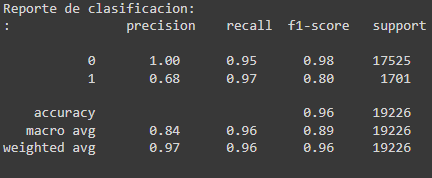 Reporte de clasificacion:
: precision recall f1-score support
0 1.00 0.95 0.98 17525
1 0.68 0.97 0.80 1701
accuracy 0.96 19226
macro avg 0.84 0.96 0.89 19226
weighted avg 0.97 0.96 0.96 19226